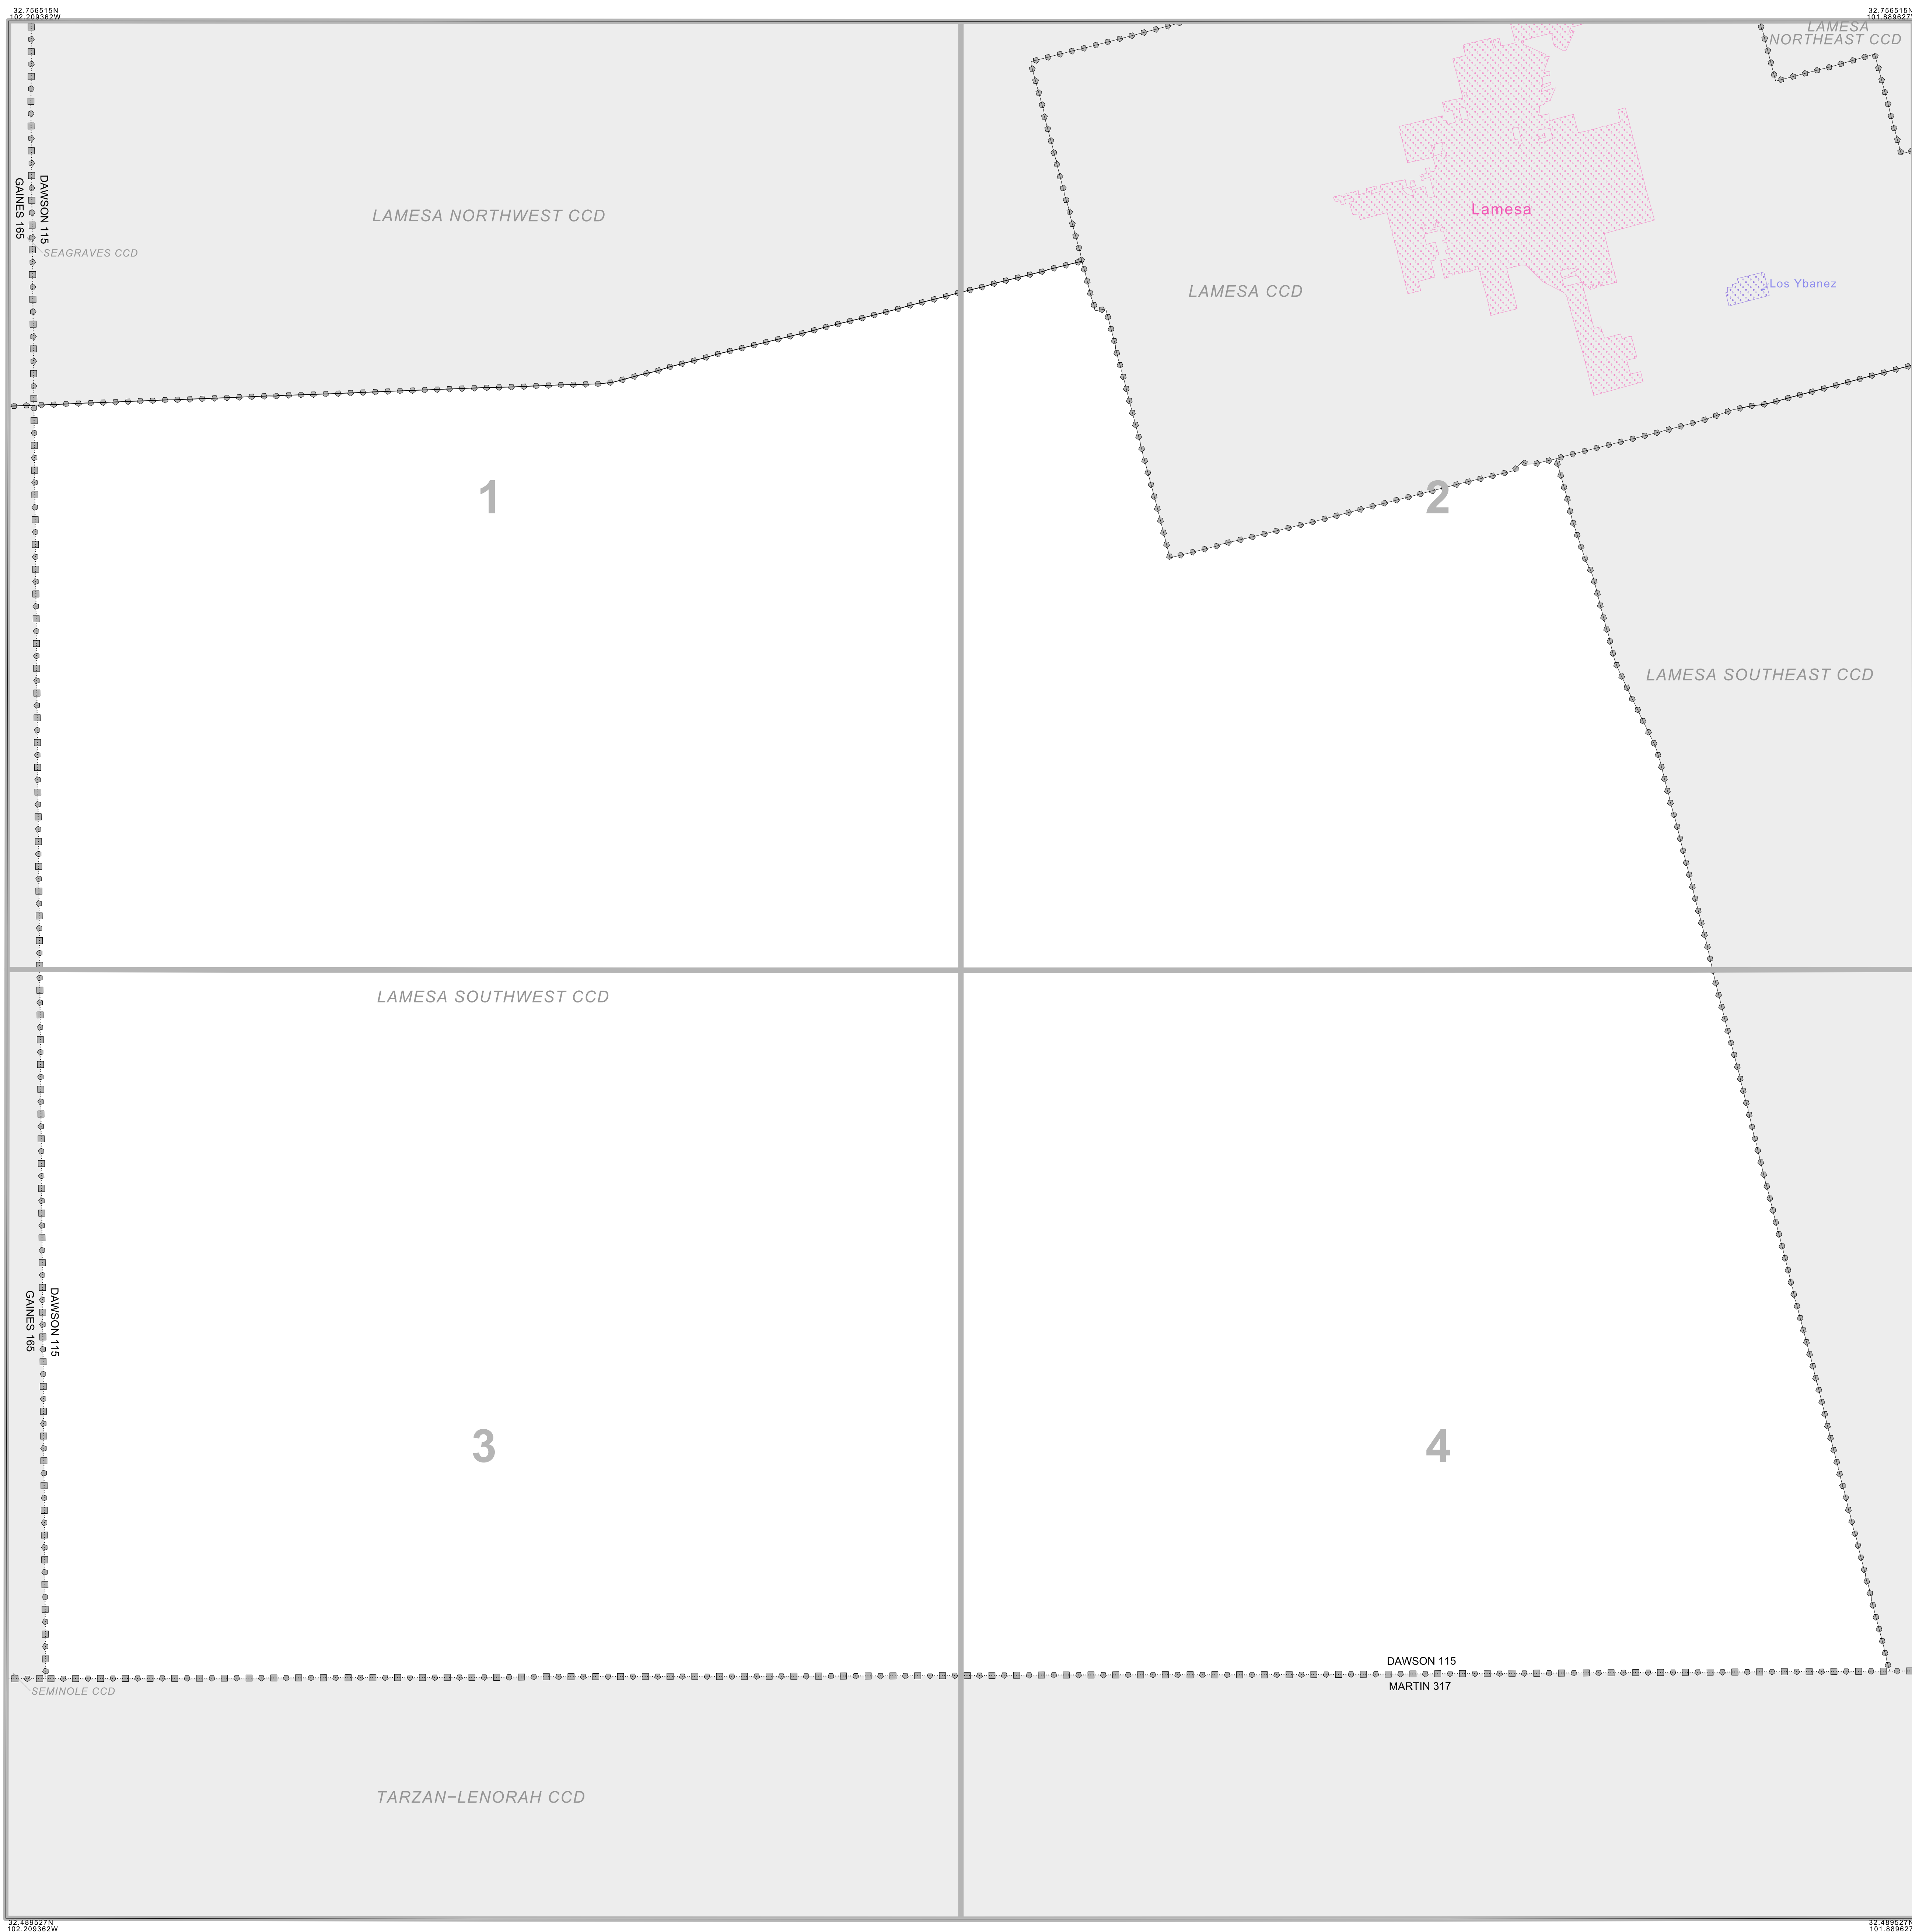 32.756515N
102.209362W
32.756515N
101.889627
LAMESA
NORTHEAST CCD
DAWSON 115
GAINES 165
LAMESA NORTHWEST CCD
SEAGRAVES CCD
Lamesa
LAMESA CCD
Los Ybanez
1
2
LAMESA SOUTHEAST CCD
LAMESA SOUTHWEST CCD
DAWSON 115
GAINES 165
3
4
DAWSON 115
MARTIN 317
SEMINOLE CCD
TARZAN-LENORAH CCD
32.489527N
102.209362W
32.489527N
101.889627